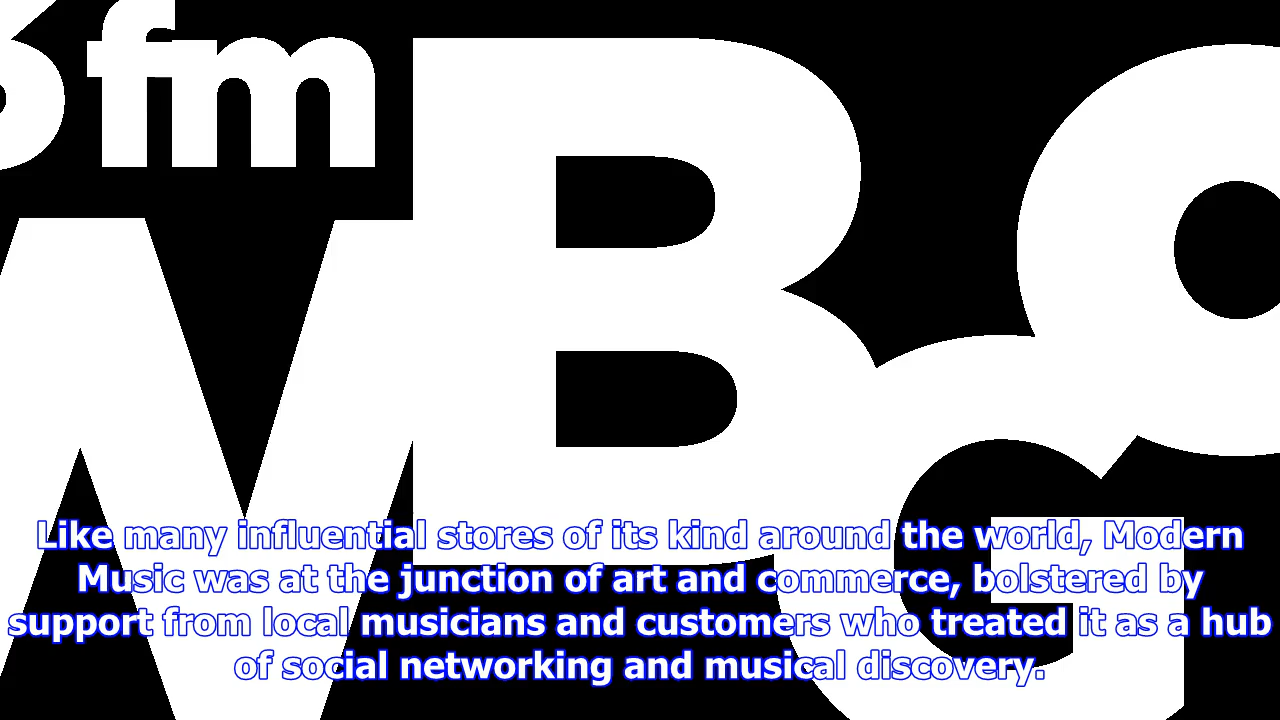 fm
W B
G
Like many influential stores of its kind around the world, Modern
Music was at the junction of art and commerce, bolstered by
support from local musicians and customers who treated it as a hub
of social networking and musical discovery.